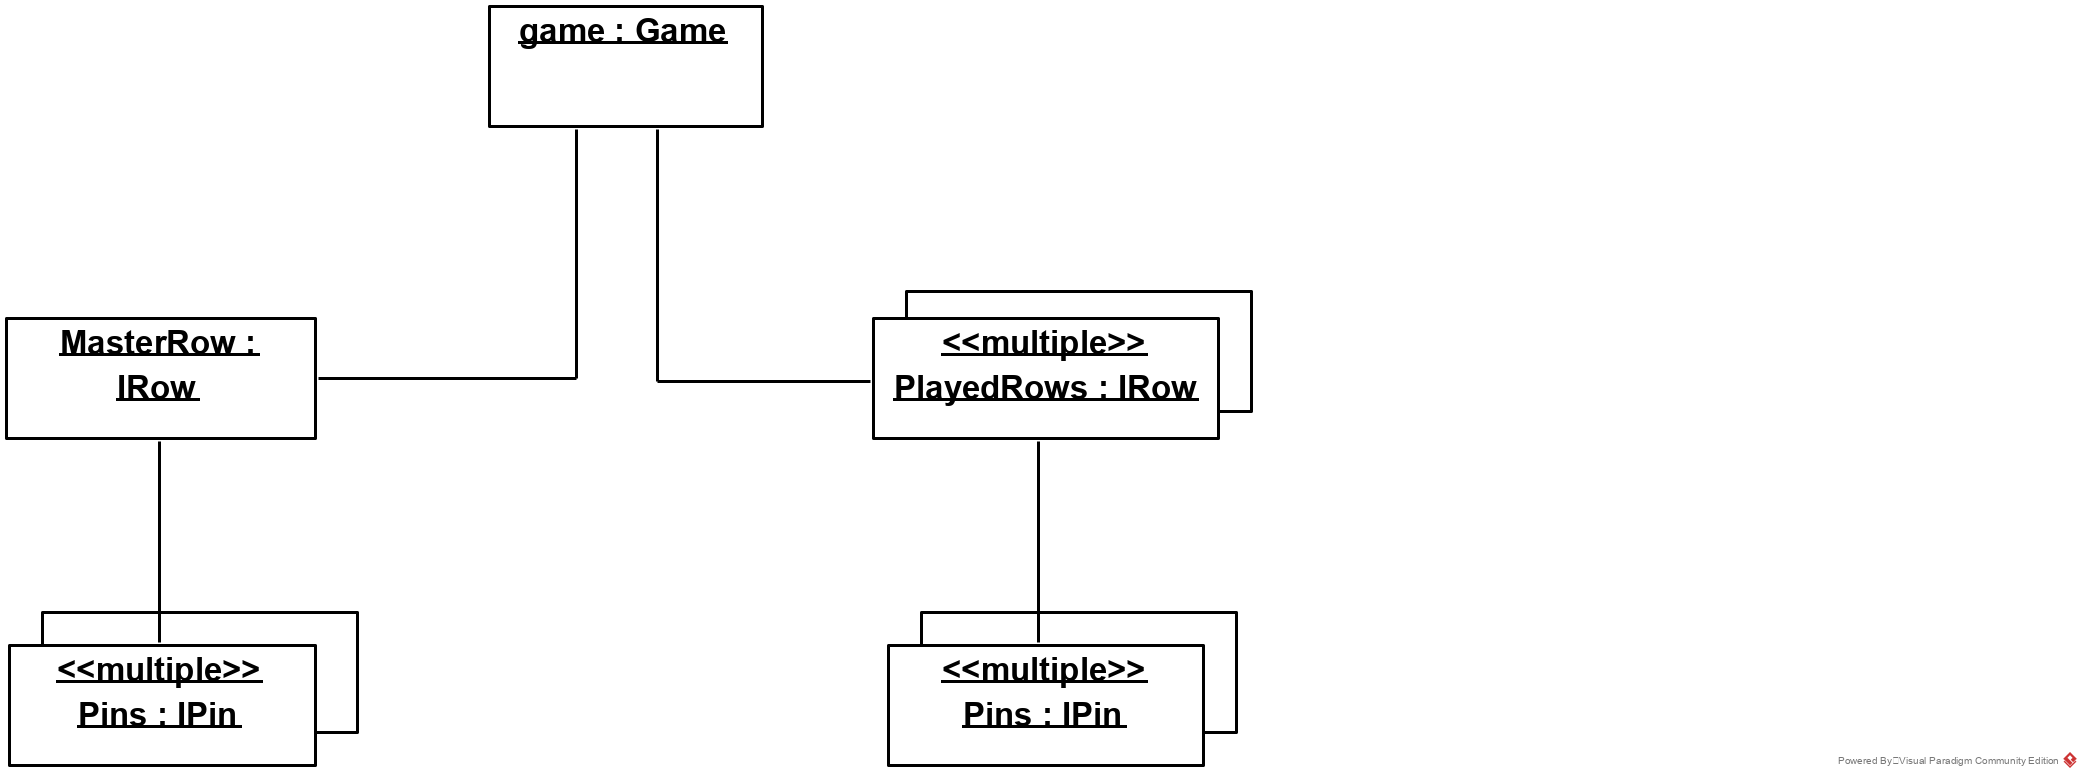 game : Game
MasterRow :
IRow
<<multiple>>
PlayedRows : IRow
<<multiple>>
Pins : IPin
<<multiple>>
Pins : IPin
Powered By Visual Paradigm Community Edition